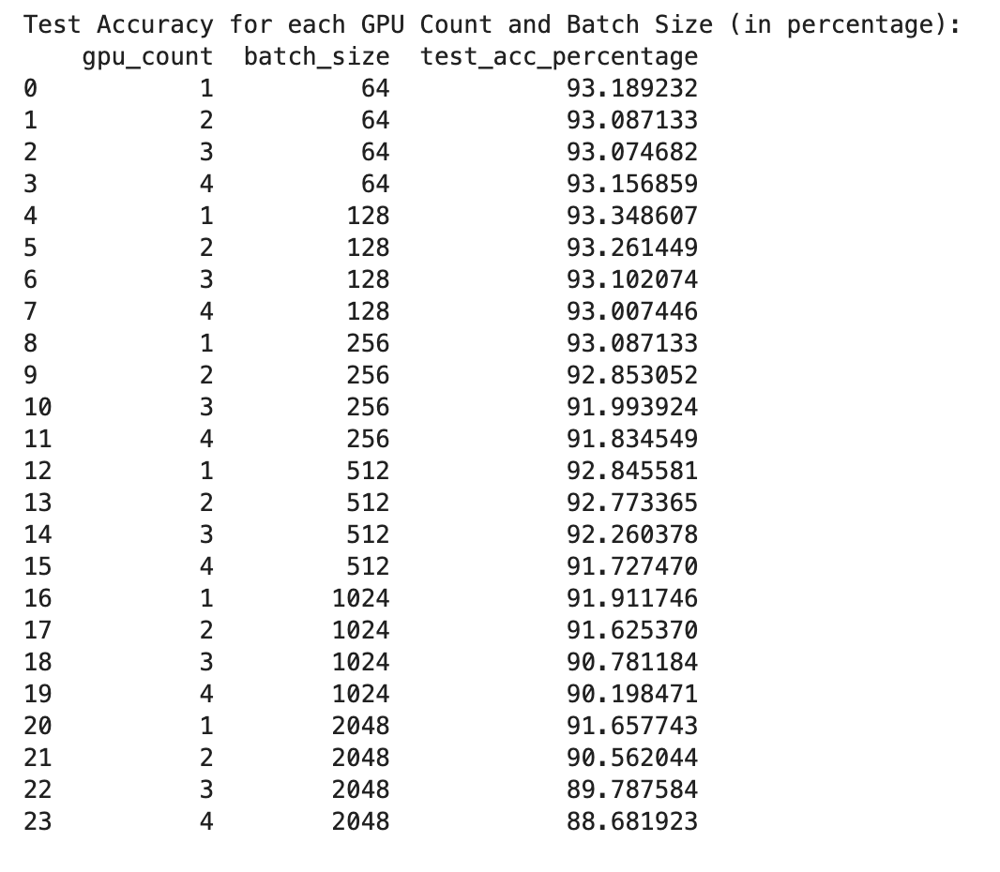 Test Accuracy for each GPU Count and Batch Size (in percentage):
gpu_count batch_size test_acc_percentage
0 1 64 93.189232
1 2 64 93.087133
2 3 64 93.074682
3 4 64 93.156859
4 1 128 93.348607
5 2 128 93.261449
6 3 128 93.102074
7 4 128 93.007446
8 1 256 93.087133
9 2 256 92.853052
10 3 256 91.993924
11 4 256 91.834549
12 1 512 92.845581
13 2 512 92.773365
14 3 512 92.260378
15 4 512 91.727470
16 1 1024 91.911746
17 2 1024 91.625370
18 3 1024 90.781184
19 4 1024 90.198471
20 1 2048 91.657743
21 2 2048 90.562044
22 3 2048 89.787584
23 4 2048 88.681923